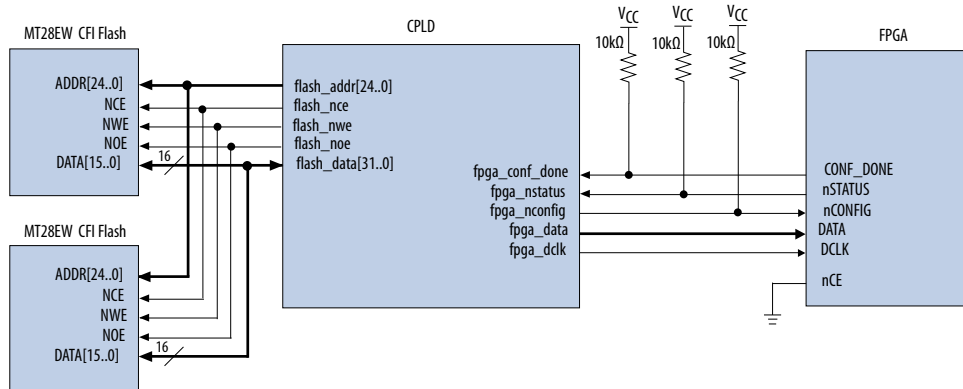 MT28EW CFI Flash
ADDR[24..0]
NCE
NWE
NOE
DATA[15..0]
16
MT28EW CFI Flash
ADDR[24..0]
NCE
NWE
NOE
DATA[15..0]
16
CPLD
flash_addr[24..0]
flash_nce
flash_nwe
flash_noe
flash_data[31..0]
fpga_conf_done
fpga_nstatus
fpga_nconfig
fpga_data
fpga_dclk
VCC
10kΩ
VCC
10kΩ
VCC
10kΩ
FPGA
CONF_DONE
nSTATUS
nCONFIG
DATA
DCLK
nCE